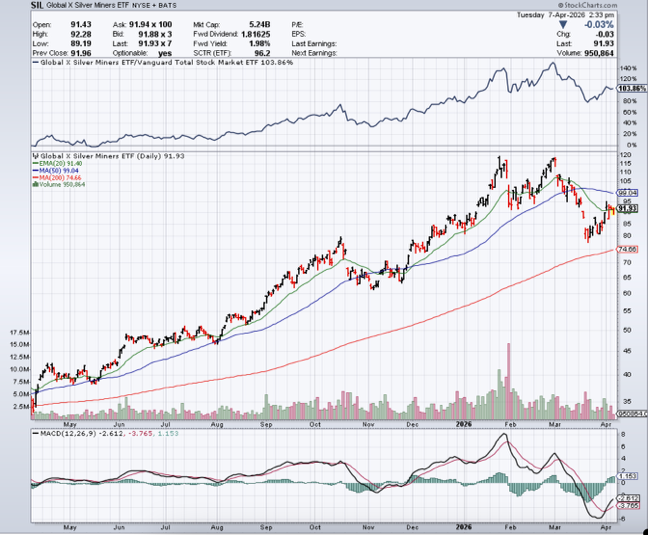 SIL Global X Silver Miners ETF NYSE + BATS
© StockCharts.com
Tuesday 7-Apr-2026 2:33 pm
Open: 91.43 Ask: 91.94 x 100 Mkt Cap: 5.24B P/E: -0.03%
High: 92.28 Bid: 91.88 x 3 Fwd Dividend: 1.81625 EPS: Chg: -0.03
Low: 89.19 Last: 91.93 x 7 Fwd Yield: 1.98% Last Earnings: Last: 91.93
Prev Close: 91.96 Optionable: yes SCTR (ETF): 96.2 Next Earnings: Volume: 950,864
Global X Silver Miners ETF/Vanguard Total Stock Market ETF 103.86%
140%
120%
103.86%
80%
60%
40%
20%
0%
Global X Silver Miners ETF (Daily) 91.93
EMA(20) 91.40
MA(50) 99.04
MA(200) 74.66
Volume 950,864
120
115
110
105
99.04
95
91.93
85
80
74.66
70
65
60
55
50
45
40
35
17.5M
15.0M
12.5M
10.0M
7.5M
5.0M
2.5M
May Jun Jul Aug Sep Oct Nov Dec 2026 Feb Mar Apr
MACD(12,26,9) -2.612, -3.765, 1.153
8
6
4
2
1.153
0
-2.612
-3.765
-6
May Jun Jul Aug Sep Oct Nov Dec 2026 Feb Mar Apr